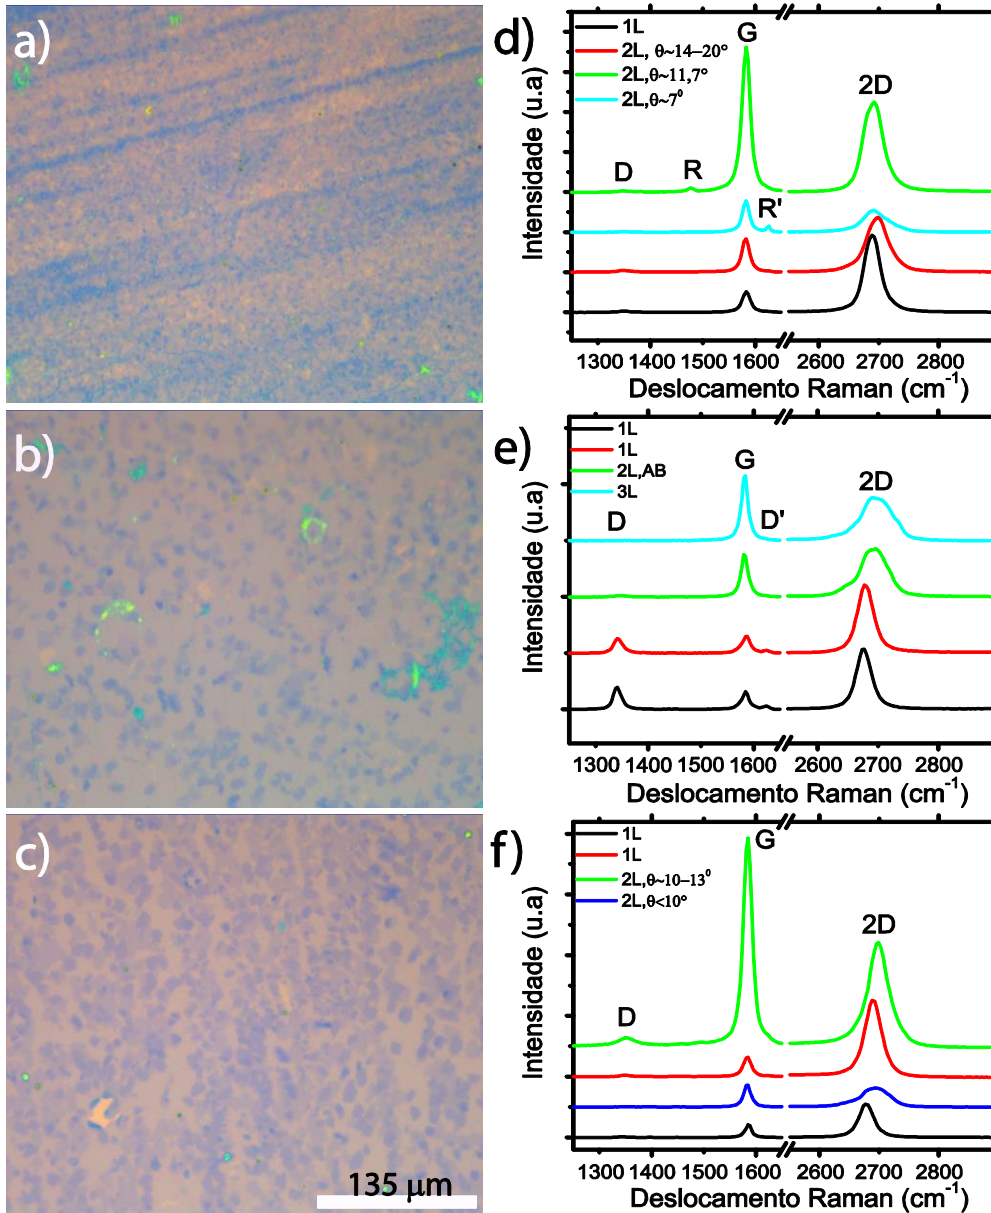 a)
b)
c)
135 μm
d)
1L
2L, θ~14–20°
2L,θ~11,7°
2L,θ~7⁰
G
2D
D
R
R'
Intensidade (u.a)
1300 1400 1500 1600 2600 2700 2800
Deslocamento Raman (cm⁻¹)
e)
1L
1L
2L,AB
3L
G
2D
D
D'
Intensidade (u.a)
1300 1400 1500 1600 2600 2700 2800
Deslocamento Raman (cm⁻¹)
f)
1L
1L
2L,θ~10–13⁰
2L,θ<10°
G
2D
D
Intensidade (u.a)
1300 1400 1500 1600 2600 2700 2800
Deslocamento Raman (cm⁻¹)